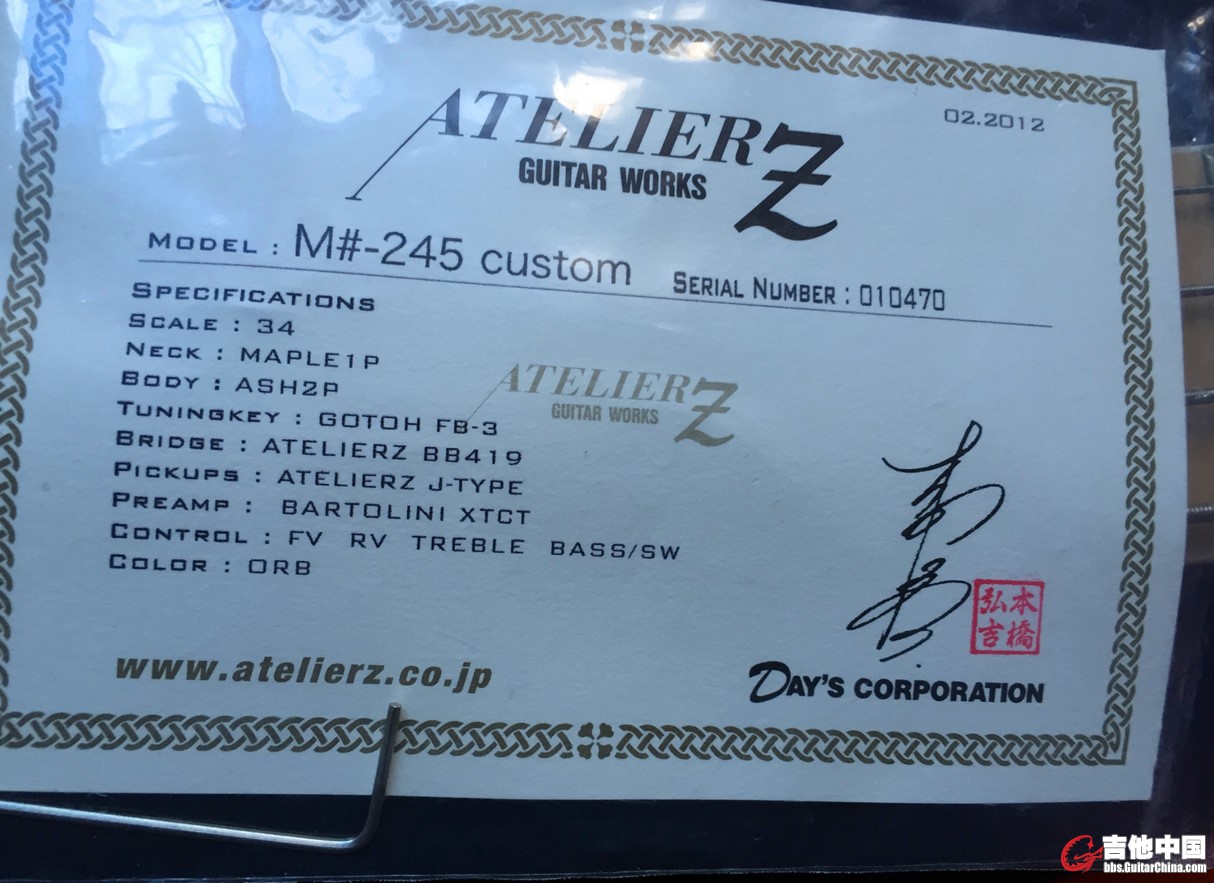 ATELIER Z
GUITAR WORKS
02.2012
MODEL : M#-245 custom
SERIAL NUMBER : 010470
SPECIFICATIONS
SCALE : 34
NECK : MAPLE1P
BODY : ASH2P
TUNINGKEY : GOTOH FB-3
BRIDGE : ATELIERZ BB419
PICKUPS : ATELIERZ J-TYPE
PREAMP : BARTOLINI XTCT
CONTROL : FV RV TREBLE BASS/SW
COLOR : ORB
ATELIER Z
GUITAR WORKS
本橋
弘吉
www.atelierz.co.jp
DAY'S CORPORATION
吉他中国
bbs.GuitarChina.com